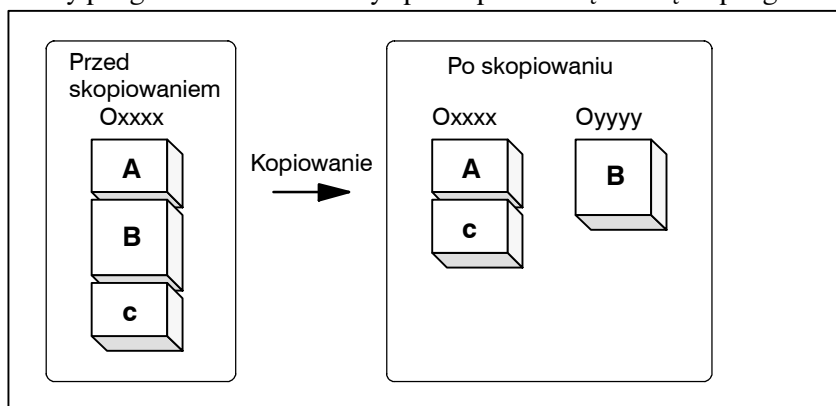 Przed
skopiowaniem
Oxxxx
A
B
c
Kopiowanie
Po skopiowaniu
Oxxxx
Oyyyy
A
B
c